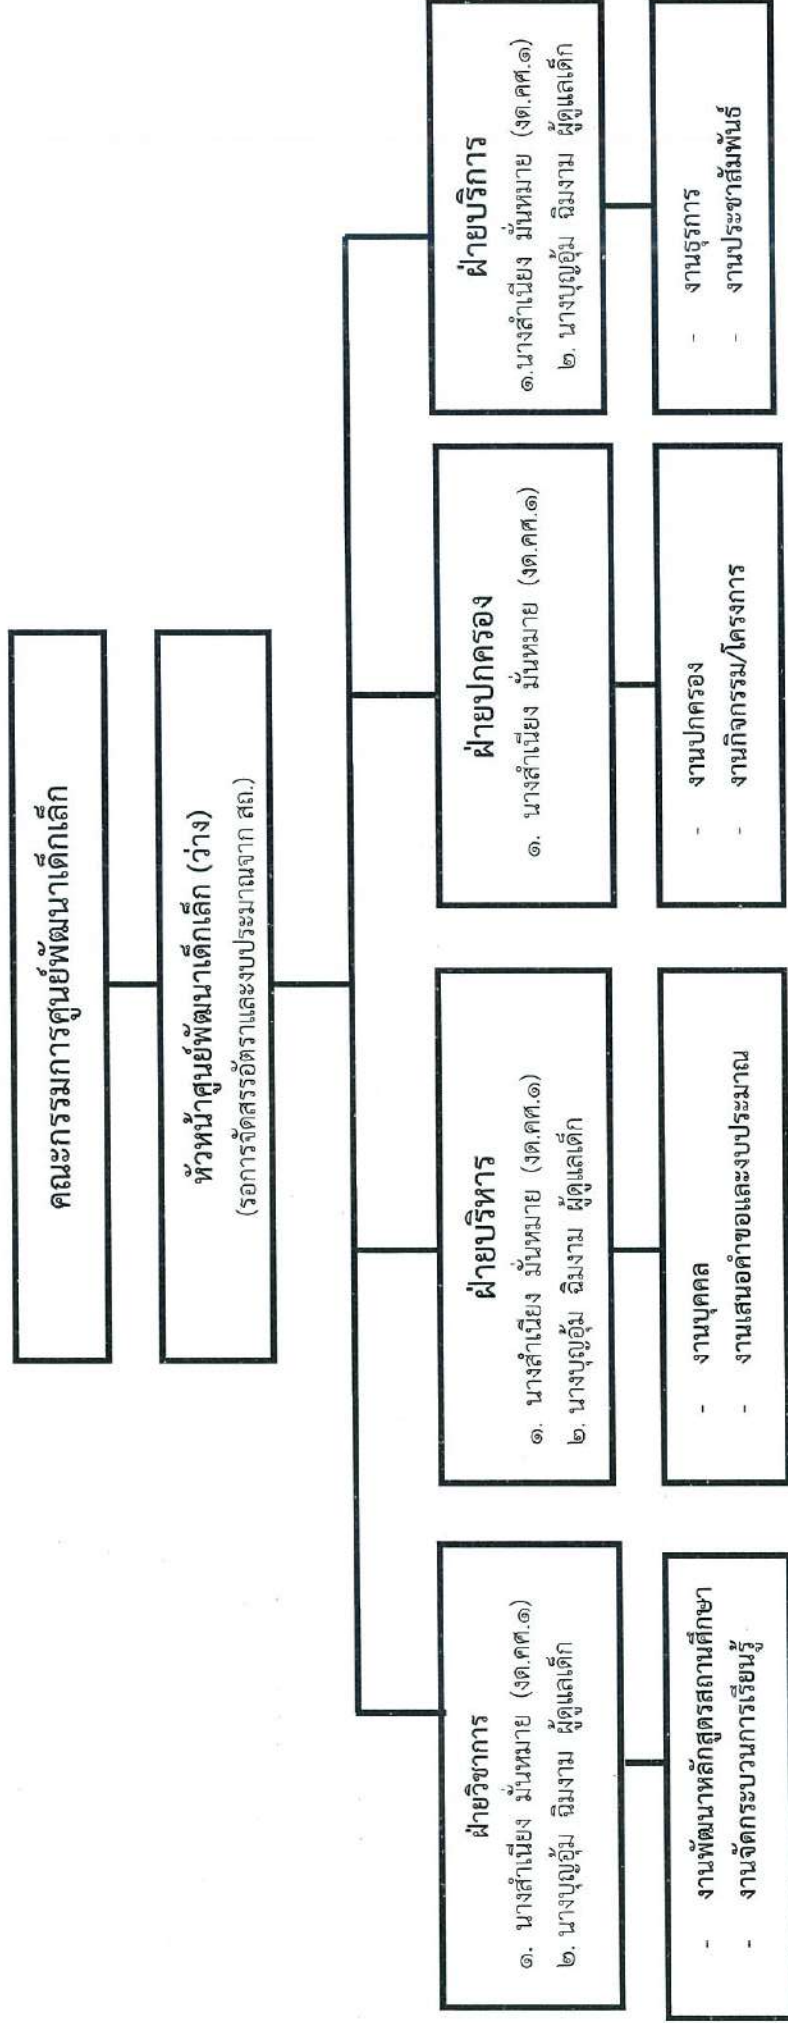 คณะกรรมการศูนย์พัฒนาเด็กเล็ก
หัวหน้าศูนย์พัฒนาเด็กเล็ก (ว่าง)
(รอการจัดสรรอัตราและงบประมาณจาก สถ.)
ฝ่ายวิชาการ
๑. นางสำเนียง มั่นหมาย (งด.คศ.๑)
๒. นางบุญอุ้ม ฉิมงาม ผู้ดูแลเด็ก
- งานพัฒนาหลักสูตรสถานศึกษา
- งานจัดกระบวนการเรียนรู้
ฝ่ายบริหาร
๑. นางสำเนียง มั่นหมาย (งด.คศ.๑)
๒. นางบุญอุ้ม ฉิมงาม ผู้ดูแลเด็ก
- งานบุคคล
- งานเสนอคำขอและงบประมาณ
ฝ่ายปกครอง
๑. นางสำเนียง มั่นหมาย (งด.คศ.๑)
- งานปกครอง
- งานกิจกรรม/โครงการ
ฝ่ายบริการ
๑.นางสำเนียง มั่นหมาย (งด.คศ.๑)
๒. นางบุญอุ้ม ฉิมงาม ผู้ดูแลเด็ก
- งานธุรการ
- งานประชาสัมพันธ์